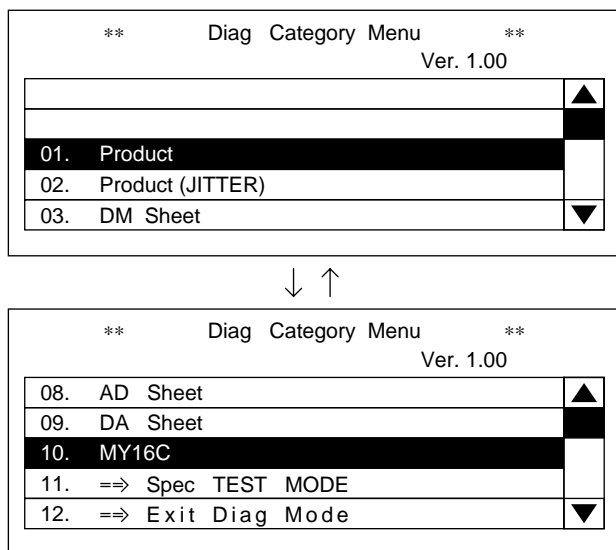 ** Diag Category Menu **
Ver. 1.00
01. Product
02. Product (JITTER)
03. DM Sheet
↓ ↑
** Diag Category Menu **
Ver. 1.00
08. AD Sheet
09. DA Sheet
10. MY16C
11. ==> Spec TEST MODE
12. ==> Exit Diag Mode